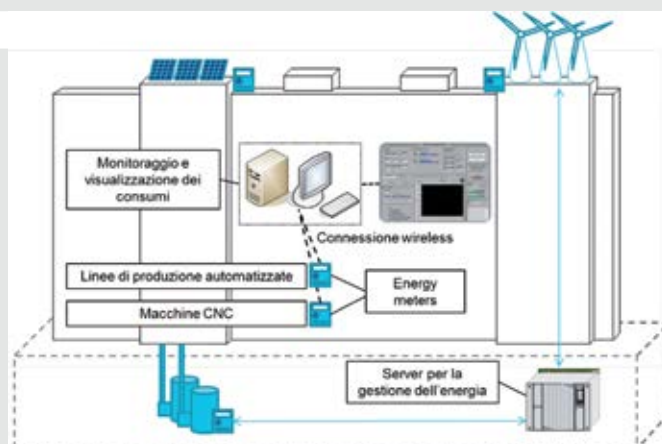 Monitoraggio e
visualizzazione dei
consumi
Connessione wireless
Linee di produzione automatizzate
Energy
meters
Macchine CNC
Server per la
gestione dell'energia